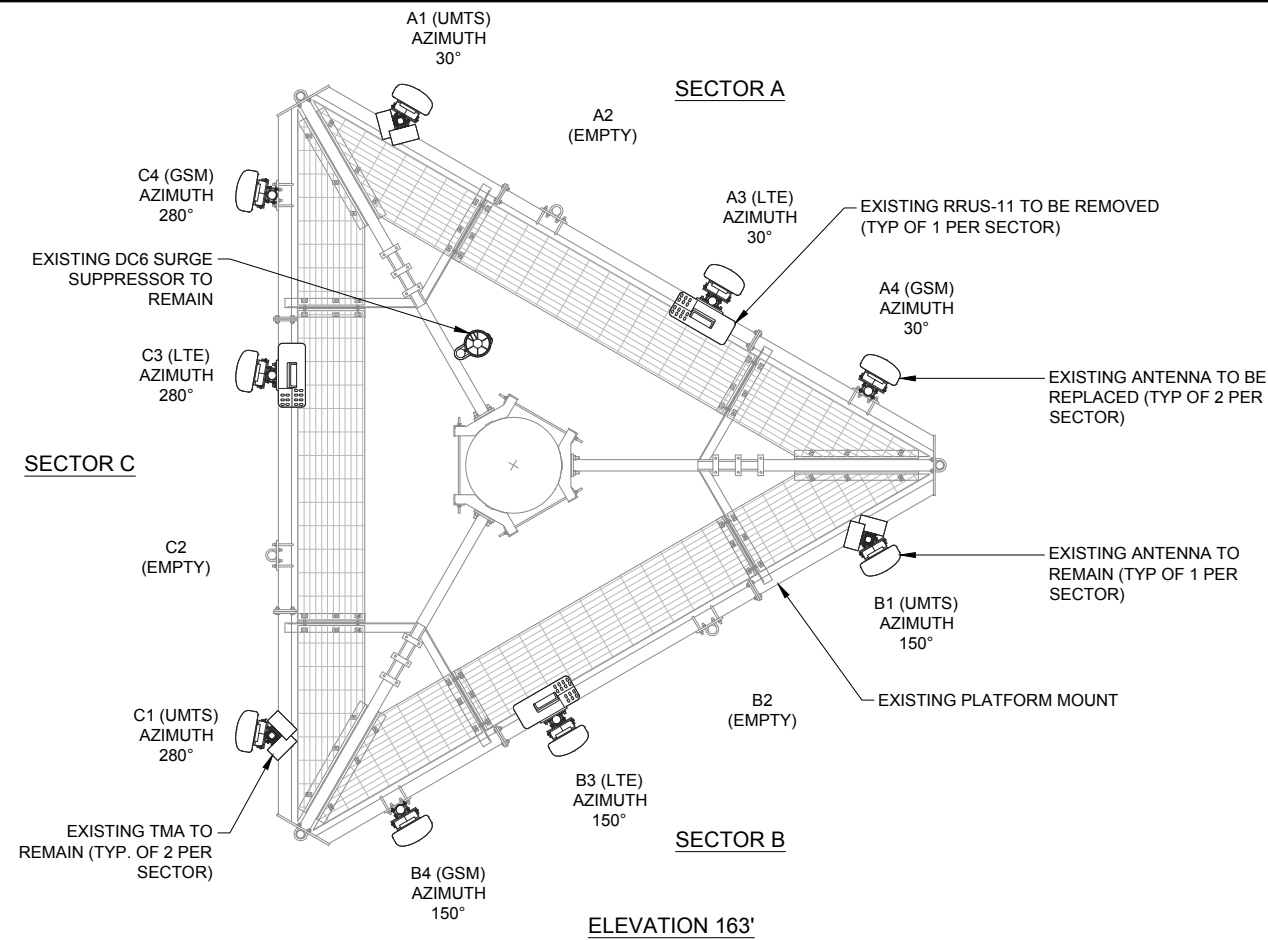 A1 (UMTS)
AZIMUTH
30°
SECTOR A
A2
(EMPTY)
C4 (GSM)
AZIMUTH
280°
A3 (LTE)
AZIMUTH
30°
EXISTING RRUS-11 TO BE REMOVED
(TYP OF 1 PER SECTOR)
EXISTING DC6 SURGE
SUPPRESSOR TO
REMAIN
A4 (GSM)
AZIMUTH
30°
C3 (LTE)
AZIMUTH
280°
EXISTING ANTENNA TO BE
REPLACED (TYP OF 2 PER
SECTOR)
SECTOR C
C2
(EMPTY)
EXISTING ANTENNA TO
REMAIN (TYP OF 1 PER
SECTOR)
B1 (UMTS)
AZIMUTH
150°
B2
(EMPTY)
EXISTING PLATFORM MOUNT
C1 (UMTS)
AZIMUTH
280°
B3 (LTE)
AZIMUTH
150°
EXISTING TMA TO
REMAIN (TYP. OF 2 PER
SECTOR)
SECTOR B
B4 (GSM)
AZIMUTH
150°
ELEVATION 163'